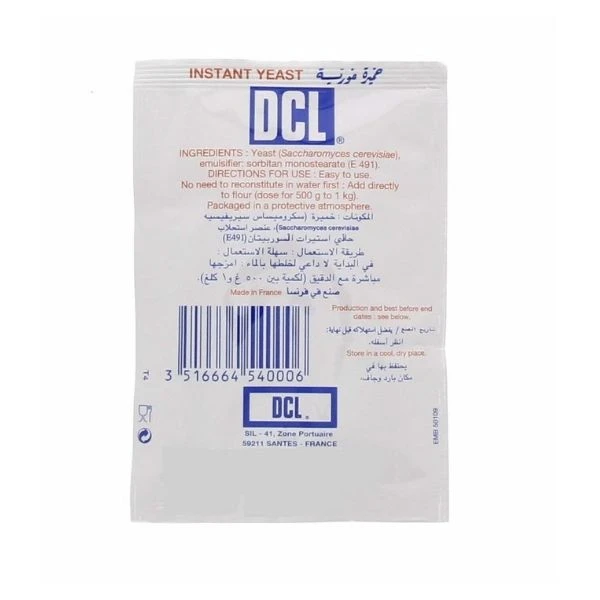 INSTANT YEAST خميرة فورية
DCL®
INGREDIENTS : Yeast (Saccharomyces cerevisiae),
emulsifier: sorbitan monostearate (E 491).
DIRECTIONS FOR USE : Easy to use.
No need to reconstitute in water first : Add directly
to flour (dose for 500 g to 1 kg).
Packaged in a protective atmosphere.
المكونات : خميرة (سكروميساس سيريفيسيه
Saccharomyces cerevisiae)، عنصر استحلاب
حافي استيرات السوربيتان (E491)
طريقة الاستعمال : سهلة الاستعمال :
في البداية لا داعي لخلطها بالماء : امزجها
مباشرة مع الدقيق (لكمية بين ٥٠٠ غ و ١ كلغ).
Made in France صنع في فرنسا
Production and best before end
dates : see below.
تاريخ الصنع / يفضل استهلاكه قبل نهاية:
انظر أسفله.
Store in a cool, dry place.
يحتفظ بها في
مكان بارد وجاف.
3 516664 540006
T4
DCL®
SIL - 41, Zone Portuaire
59211 SANTES - FRANCE
EMB 59109